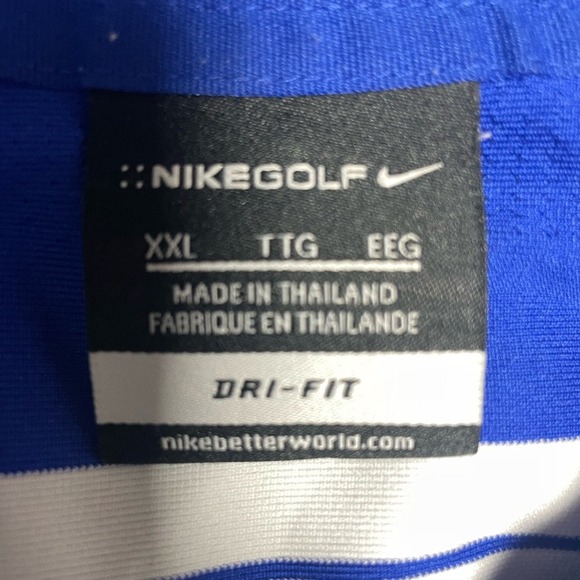 NIKEGOLF
XXL TTG EEG
MADE IN THAILAND
FABRIQUE EN THAILANDE
DRI-FIT
nikebetterworld.com